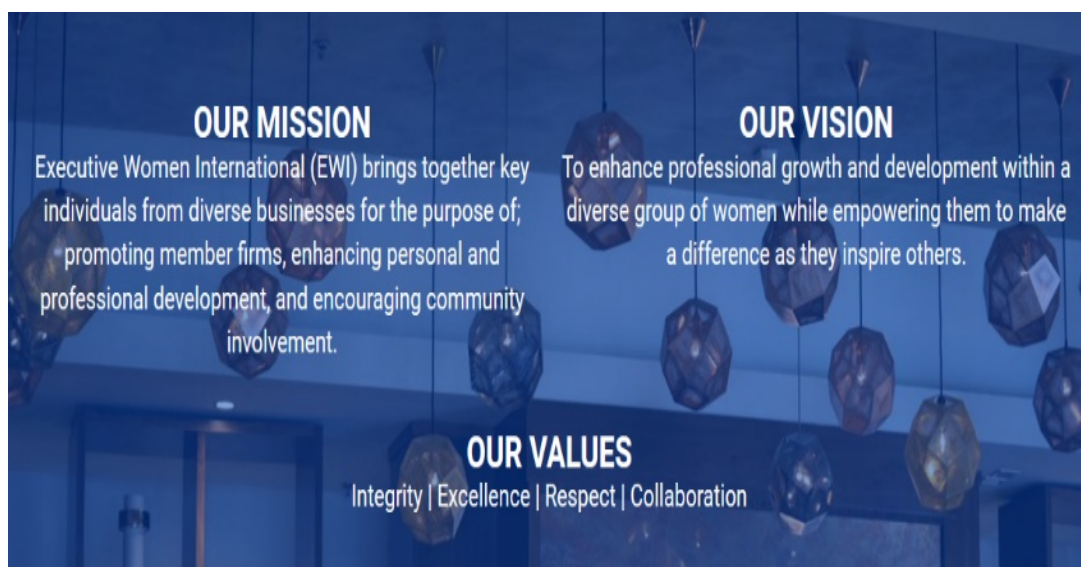 OUR MISSION
Executive Women International (EWI) brings together key
individuals from diverse businesses for the purpose of;
promoting member firms, enhancing personal and
professional development, and encouraging community
involvement.
OUR VISION
To enhance professional growth and development within a
diverse group of women while empowering them to make
a difference as they inspire others.
OUR VALUES
Integrity | Excellence | Respect | Collaboration